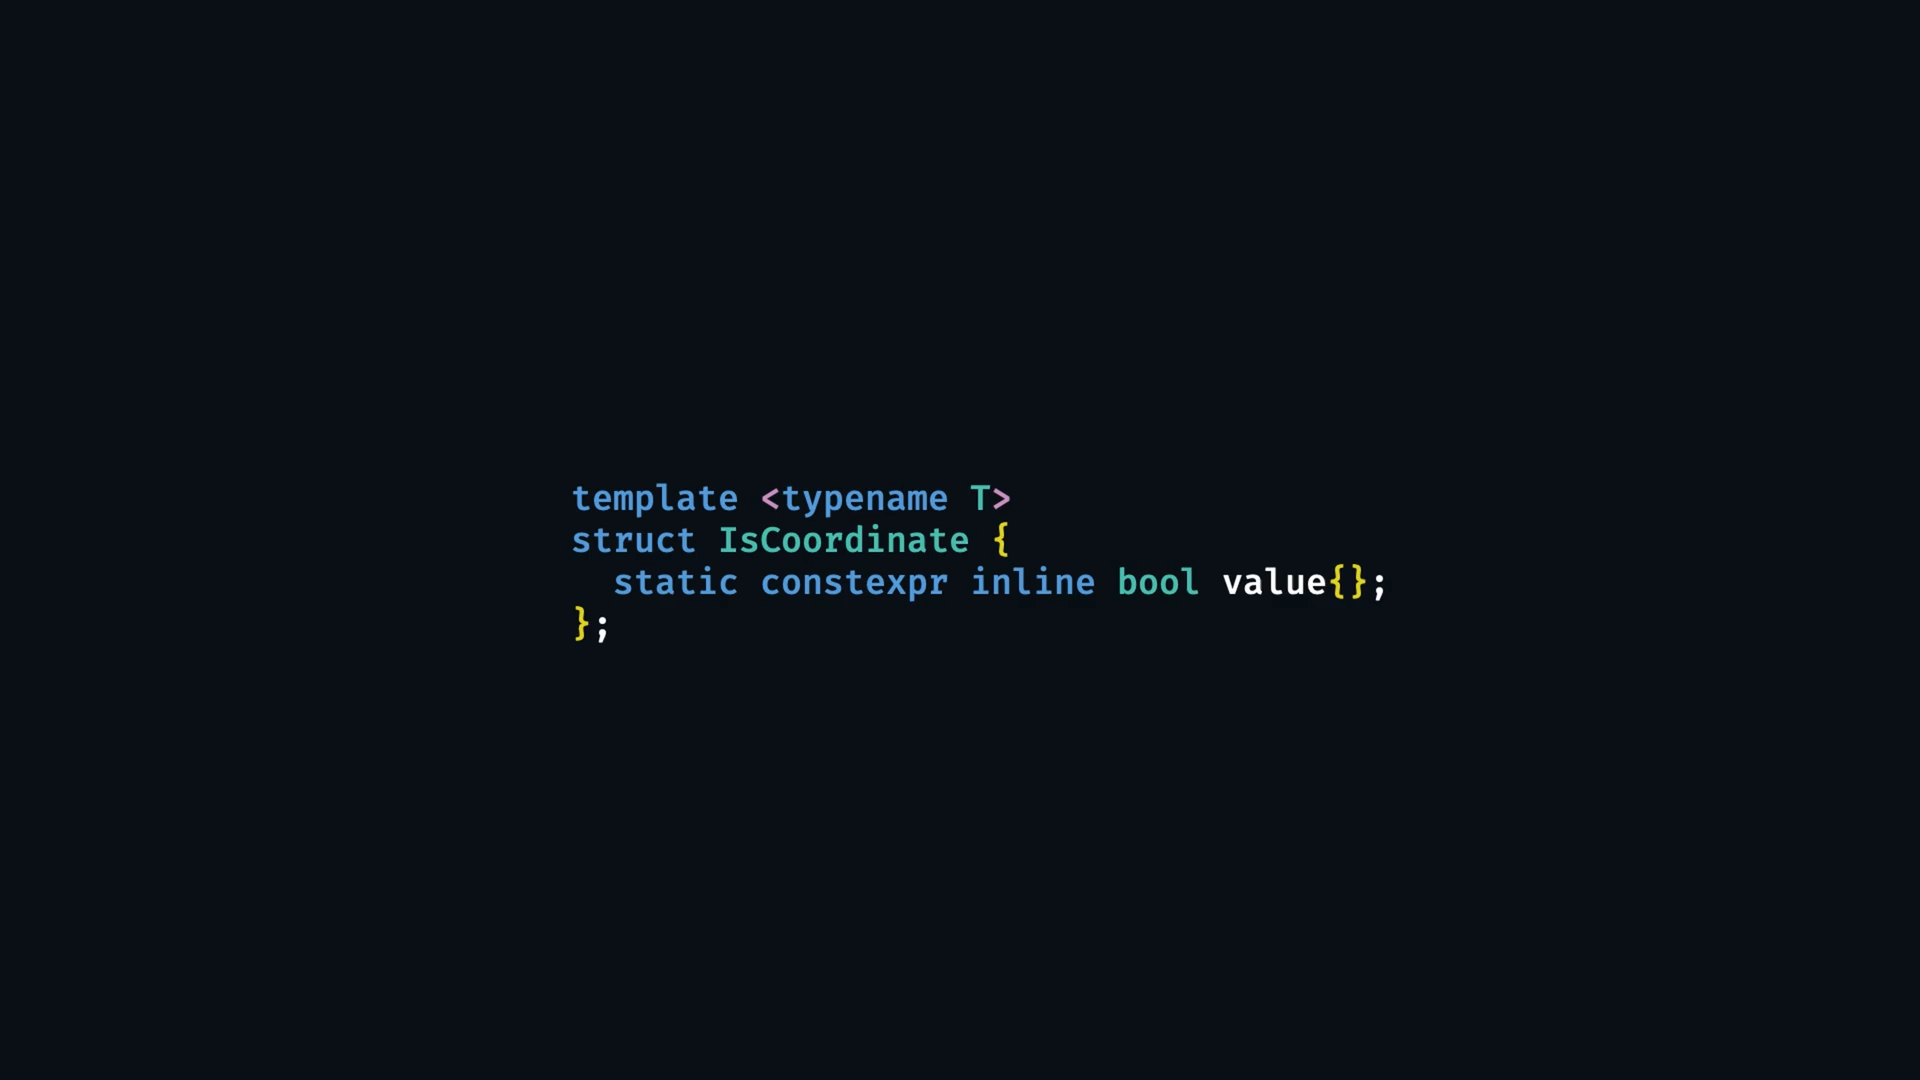 template <typename T>
struct IsCoordinate {
  static constexpr inline bool value{};
};